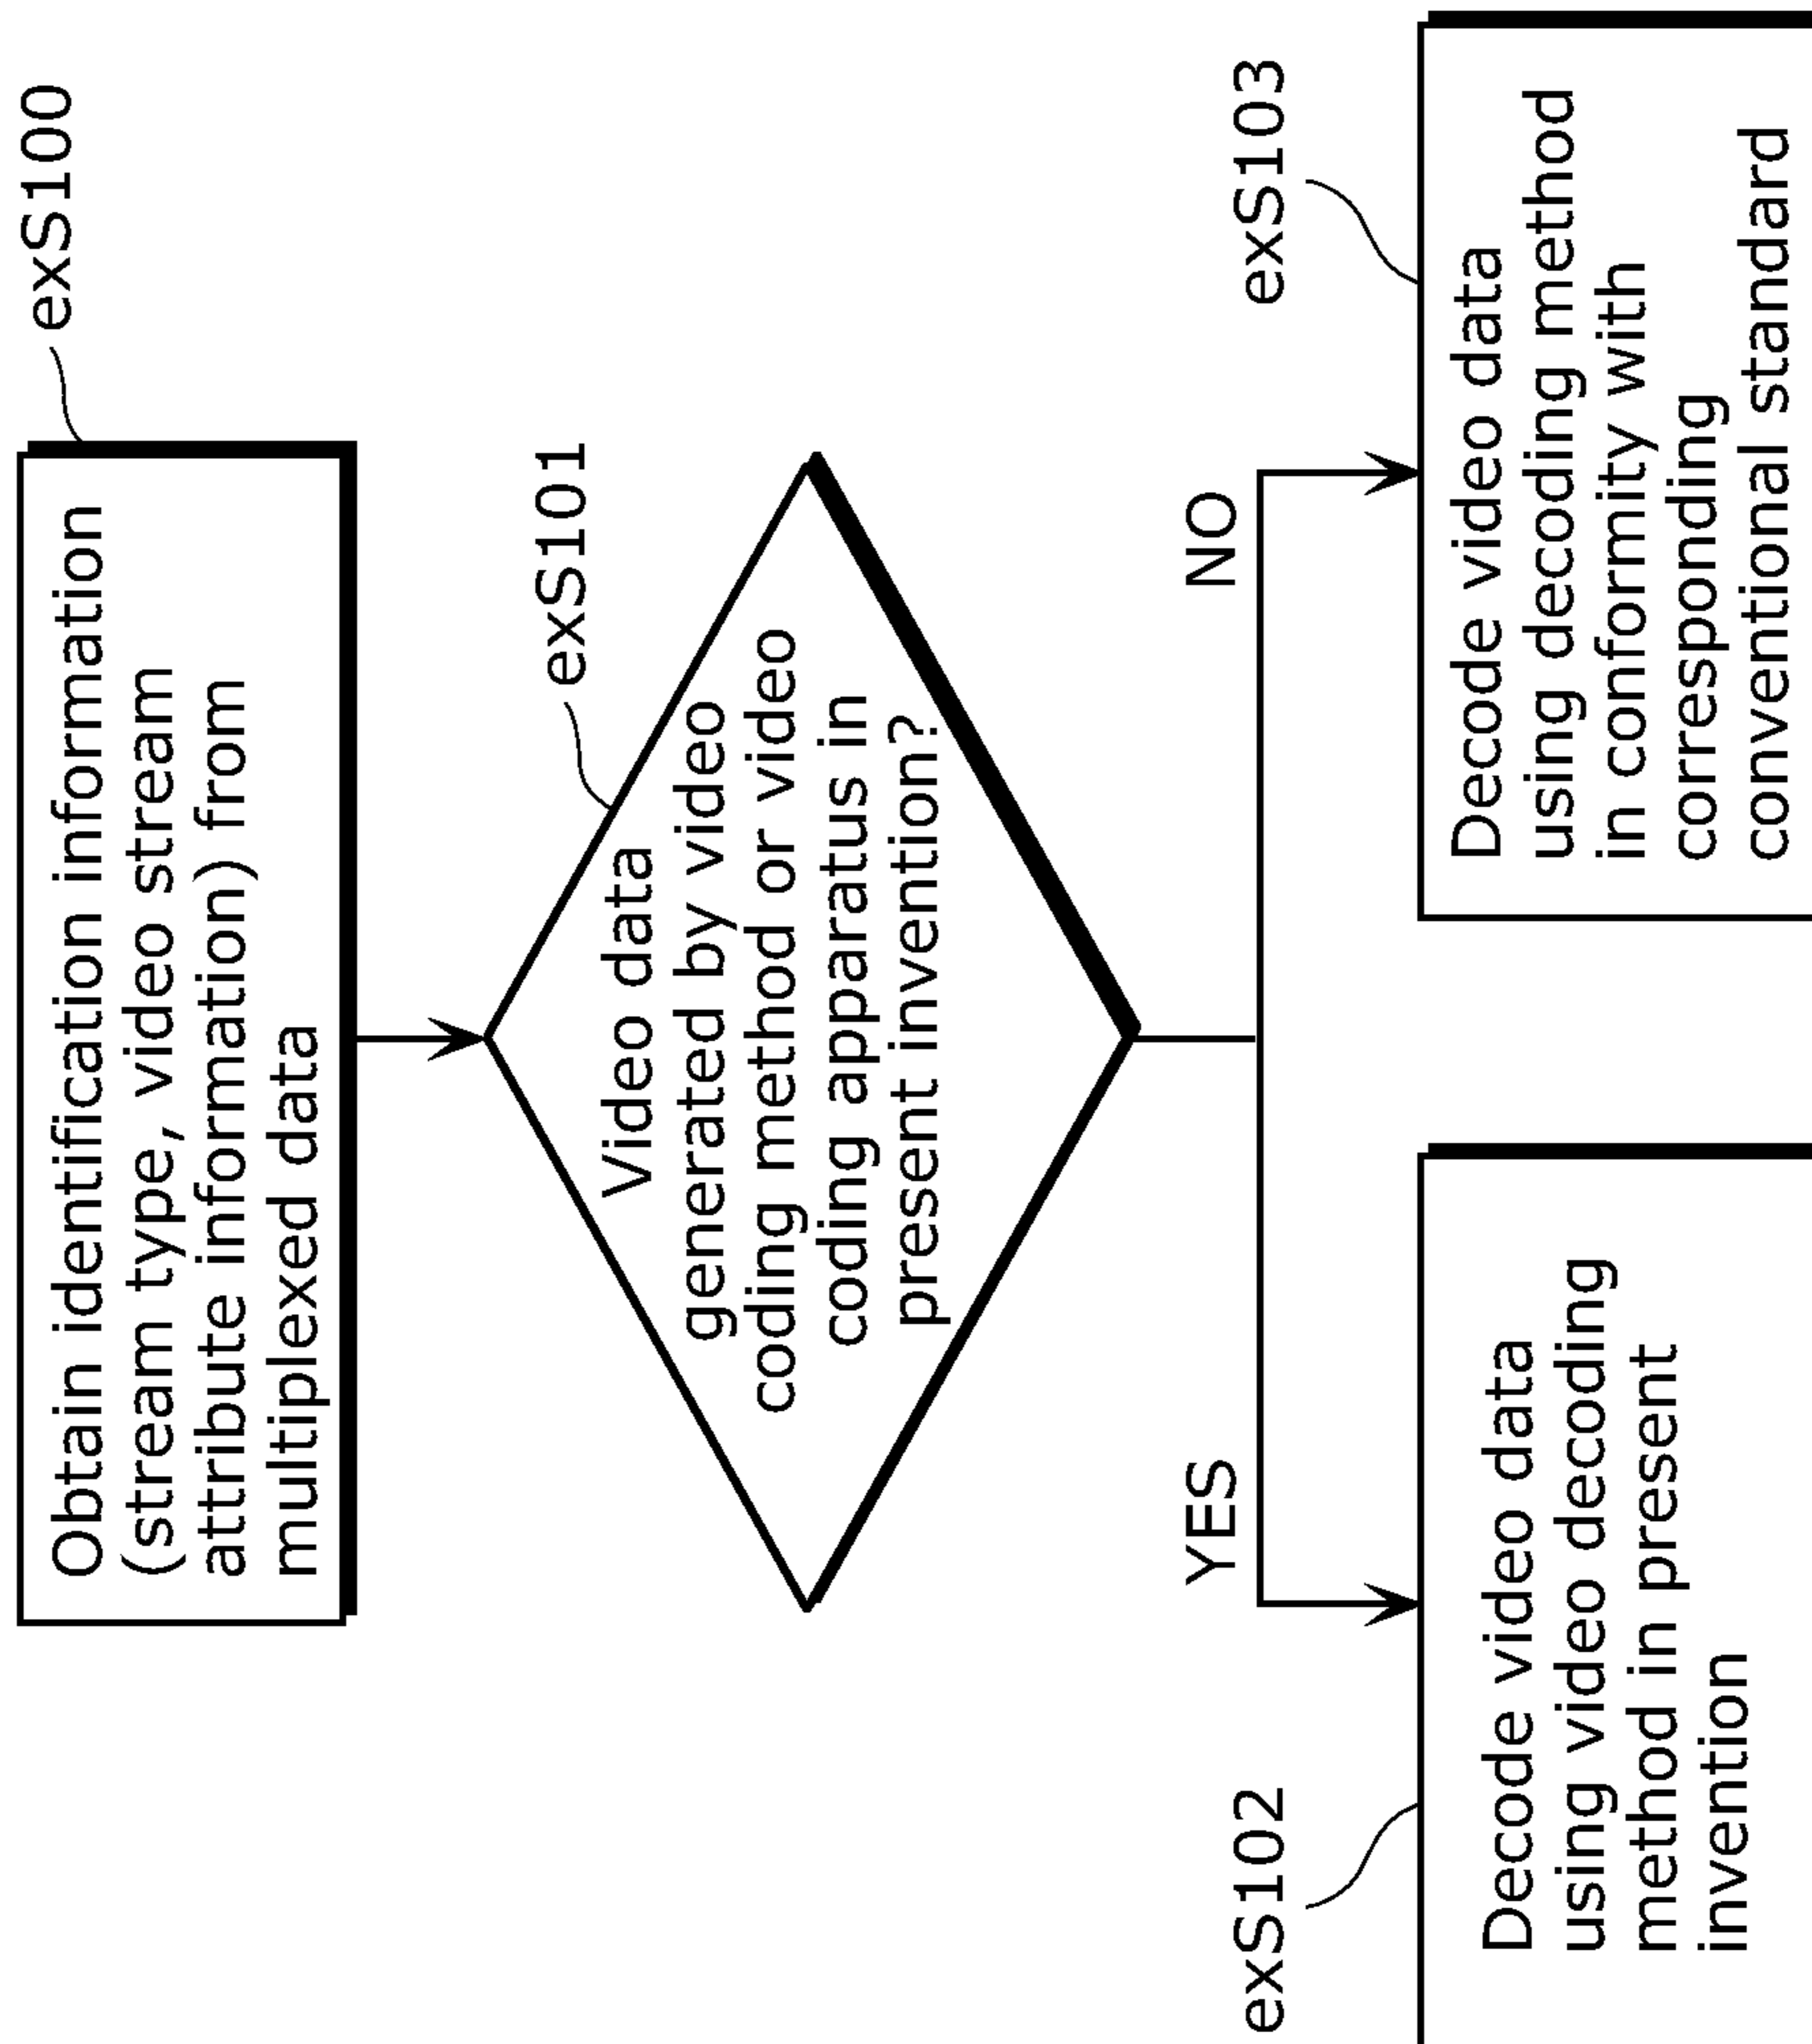 exS100
Obtain identification information
(stream type, video stream
attribute information) from
multiplexed data
exS101
Video data
generated by video
coding method or video
coding apparatus in
present invention?
YES
NO
exS102
Decode video data
using video decoding
method in present
invention
exS103
Decode video data
using decoding method
in conformity with
corresponding
conventional standard